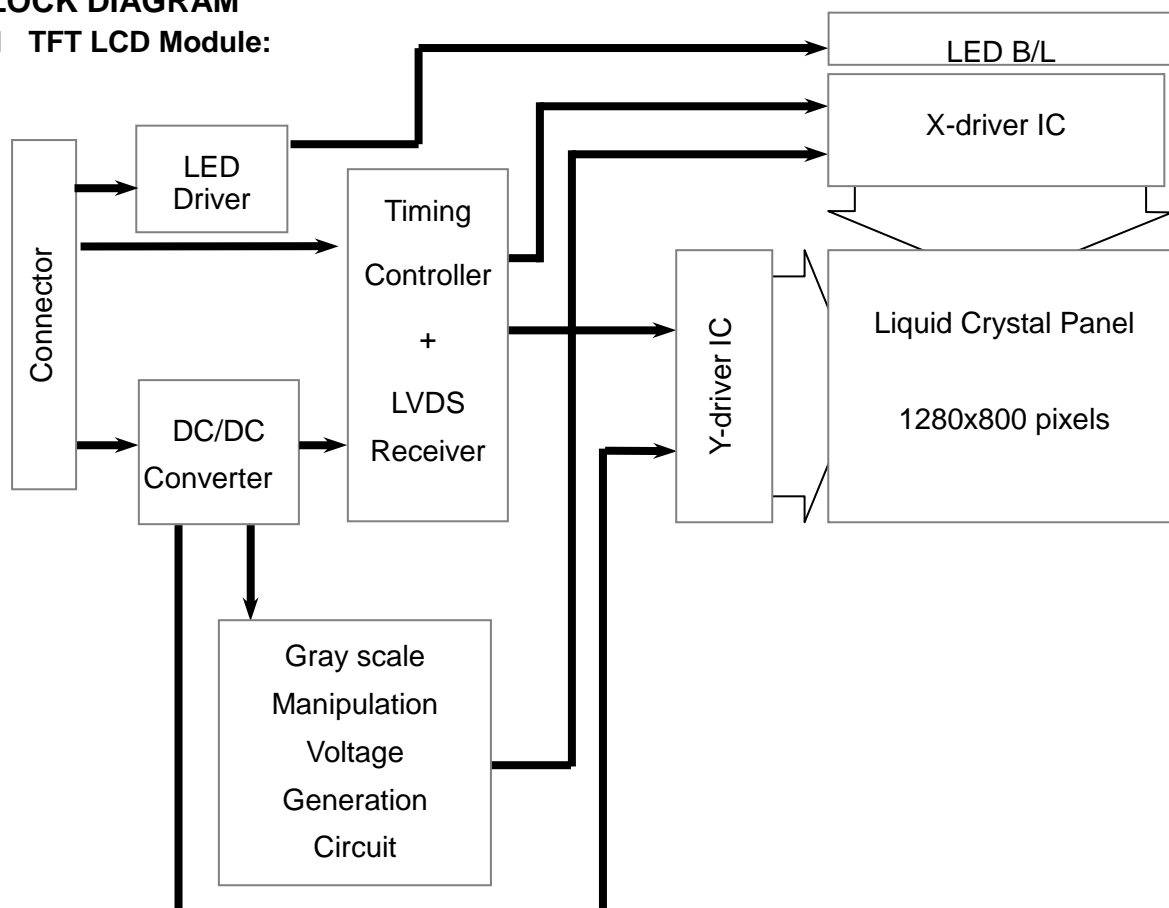 LOCK DIAGRAM
TFT LCD Module:
LED B/L
X-driver IC
LED
Driver
Connector
Timing
Controller
+
LVDS
Receiver
Y-driver IC
Liquid Crystal Panel
1280x800 pixels
DC/DC
Converter
Gray scale
Manipulation
Voltage
Generation
Circuit